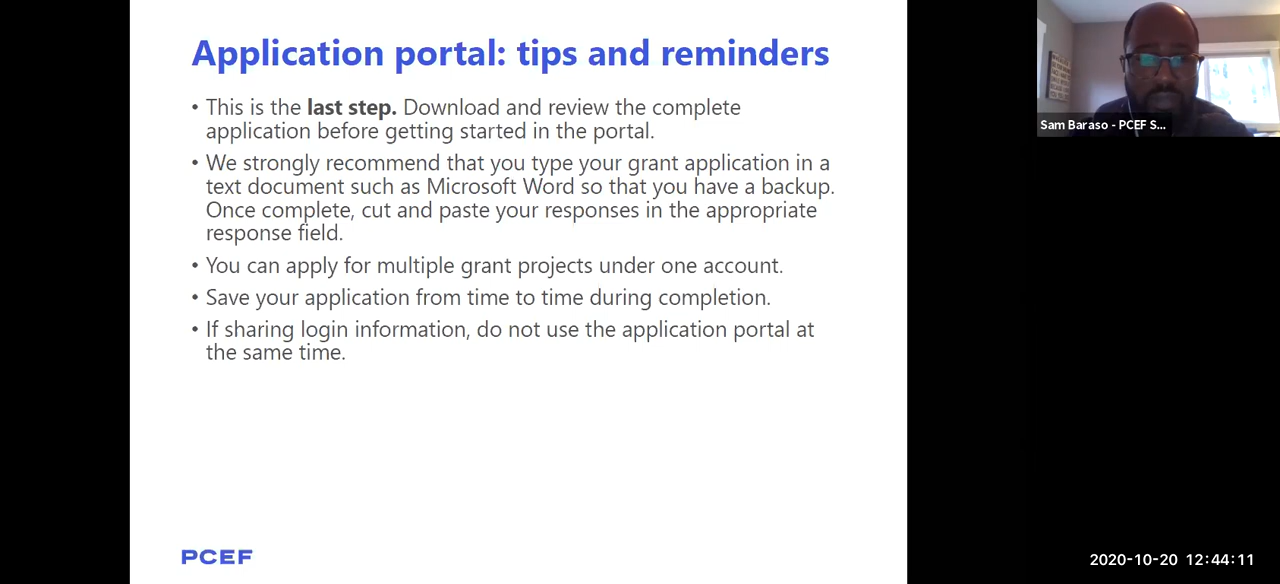 Application portal: tips and reminders
• This is the last step. Download and review the complete
application before getting started in the portal.
• We strongly recommend that you type your grant application in a
text document such as Microsoft Word so that you have a backup.
Once complete, cut and paste your responses in the appropriate
response field.
• You can apply for multiple grant projects under one account.
• Save your application from time to time during completion.
• If sharing login information, do not use the application portal at
the same time.
PCEF
Sam Baraso - PCEF S...
2020-10-20 12:44:11